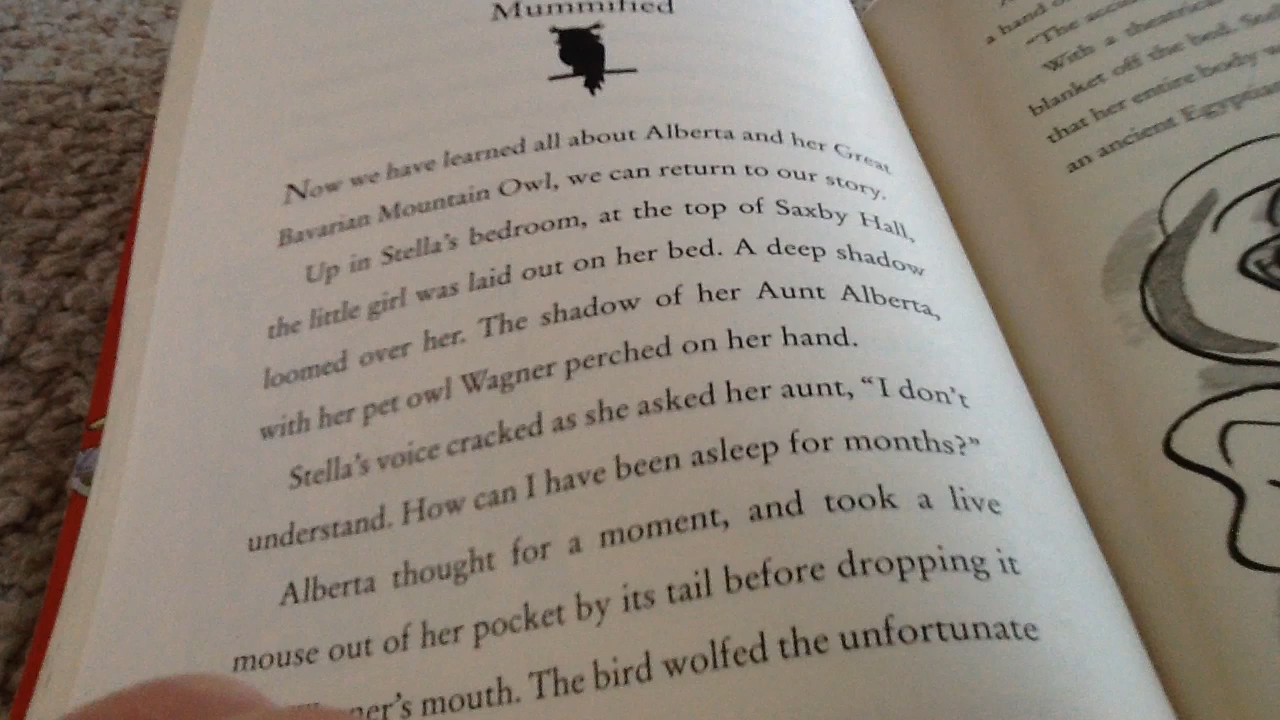 Mummified
Now we have learned all about Alberta and her Great
Bavarian Mountain Owl, we can return to our story.
Up in Stella's bedroom, at the top of Saxby Hall,
the little girl was laid out on her bed. A deep shadow
loomed over her. The shadow of her Aunt Alberta,
with her pet owl Wagner perched on her hand.
Stella's voice cracked as she asked her aunt, “I don't
understand. How can I have been asleep for months?”
Alberta thought for a moment, and took a live
mouse out of her pocket by its tail before dropping it
mouth. The bird wolfed the unfortunate
a hand
“The
With a theatrical
blanket off the bed.
that her entire body
an ancient Egyptian